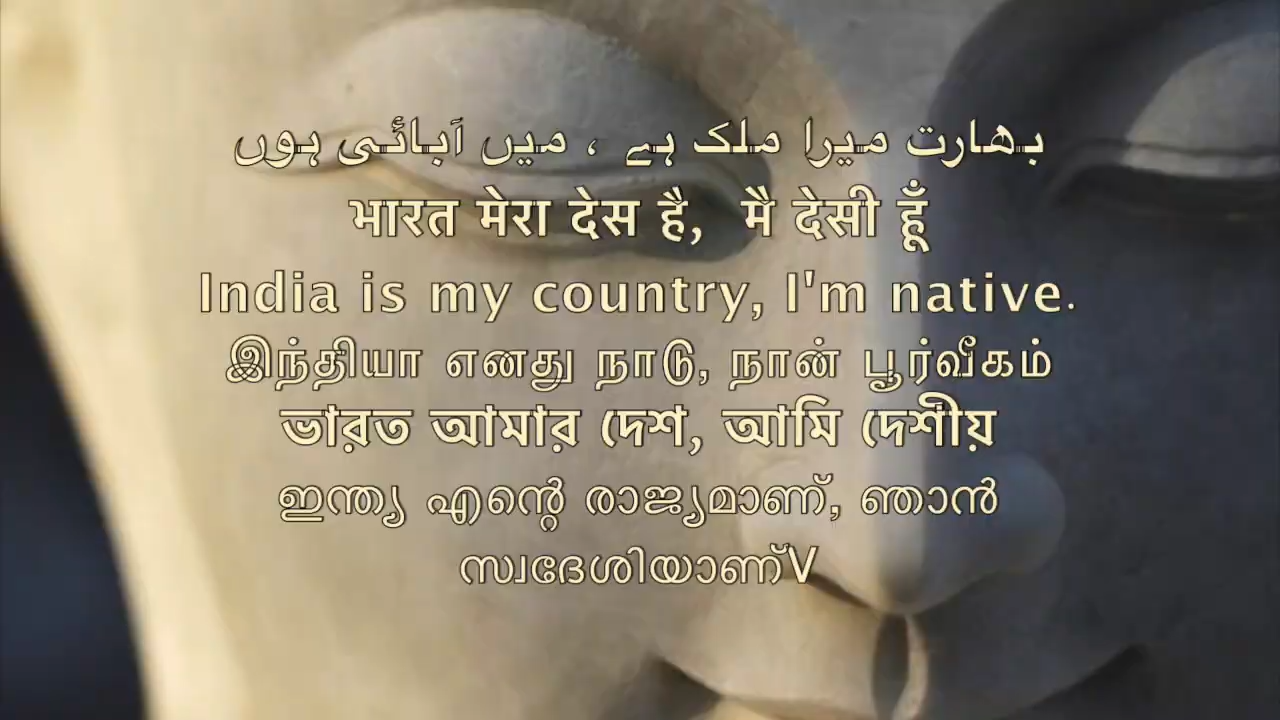 بھارت میرا ملک ہے ، میں آبائی ہوں
भारत मेरा देस है, मै देसी हूँ
India is my country, I'm native.
இந்தியா எனது நாடு, நான் பூர்வீகம்
ভারত আমার দেশ, আমি দেশীয়
ഇന്ത്യ എന്റെ രാജ്യമാണ്, ഞാൻ
സ്വദേശിയാണ്V